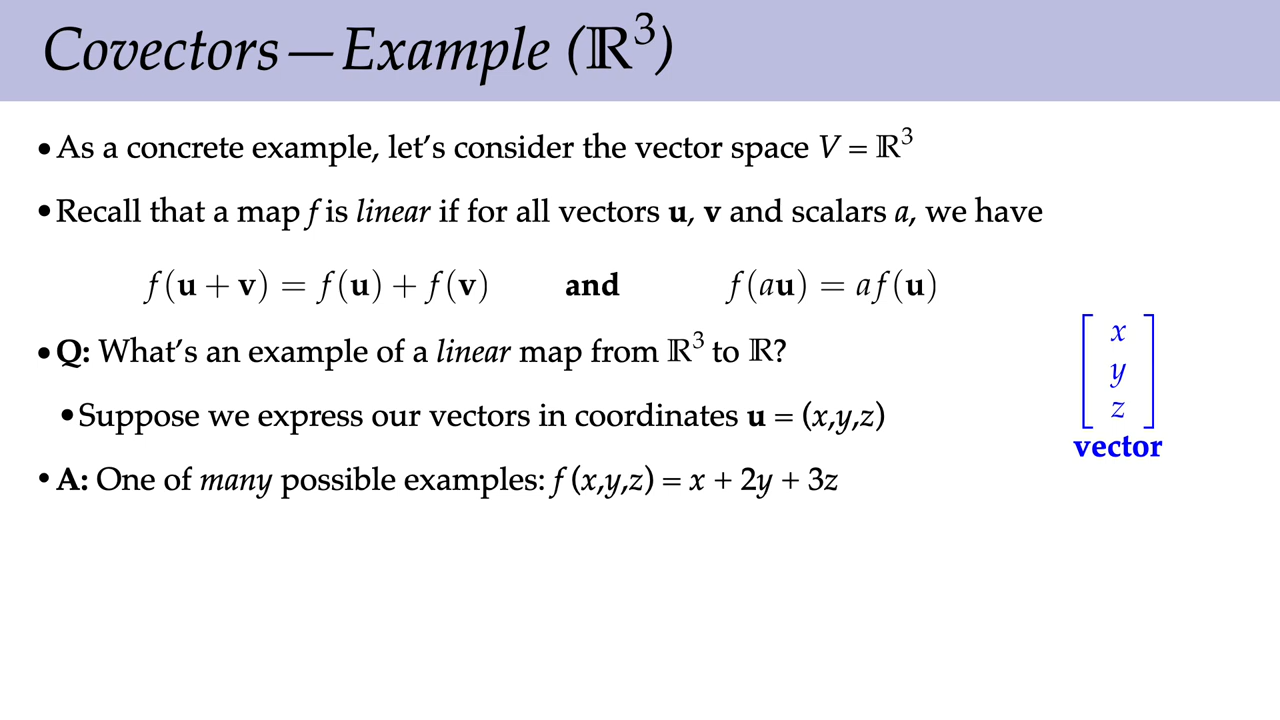 Covectors—Example (ℝ³)
•As a concrete example, let's consider the vector space V = ℝ³
•Recall that a map f is linear if for all vectors u, v and scalars a, we have
f(u + v) = f(u) + f(v) and f(au) = af(u)
•Q: What's an example of a linear map from ℝ³ to ℝ?
•Suppose we express our vectors in coordinates u = (x,y,z)
•A: One of many possible examples: f (x,y,z) = x + 2y + 3z
x
y
z
vector